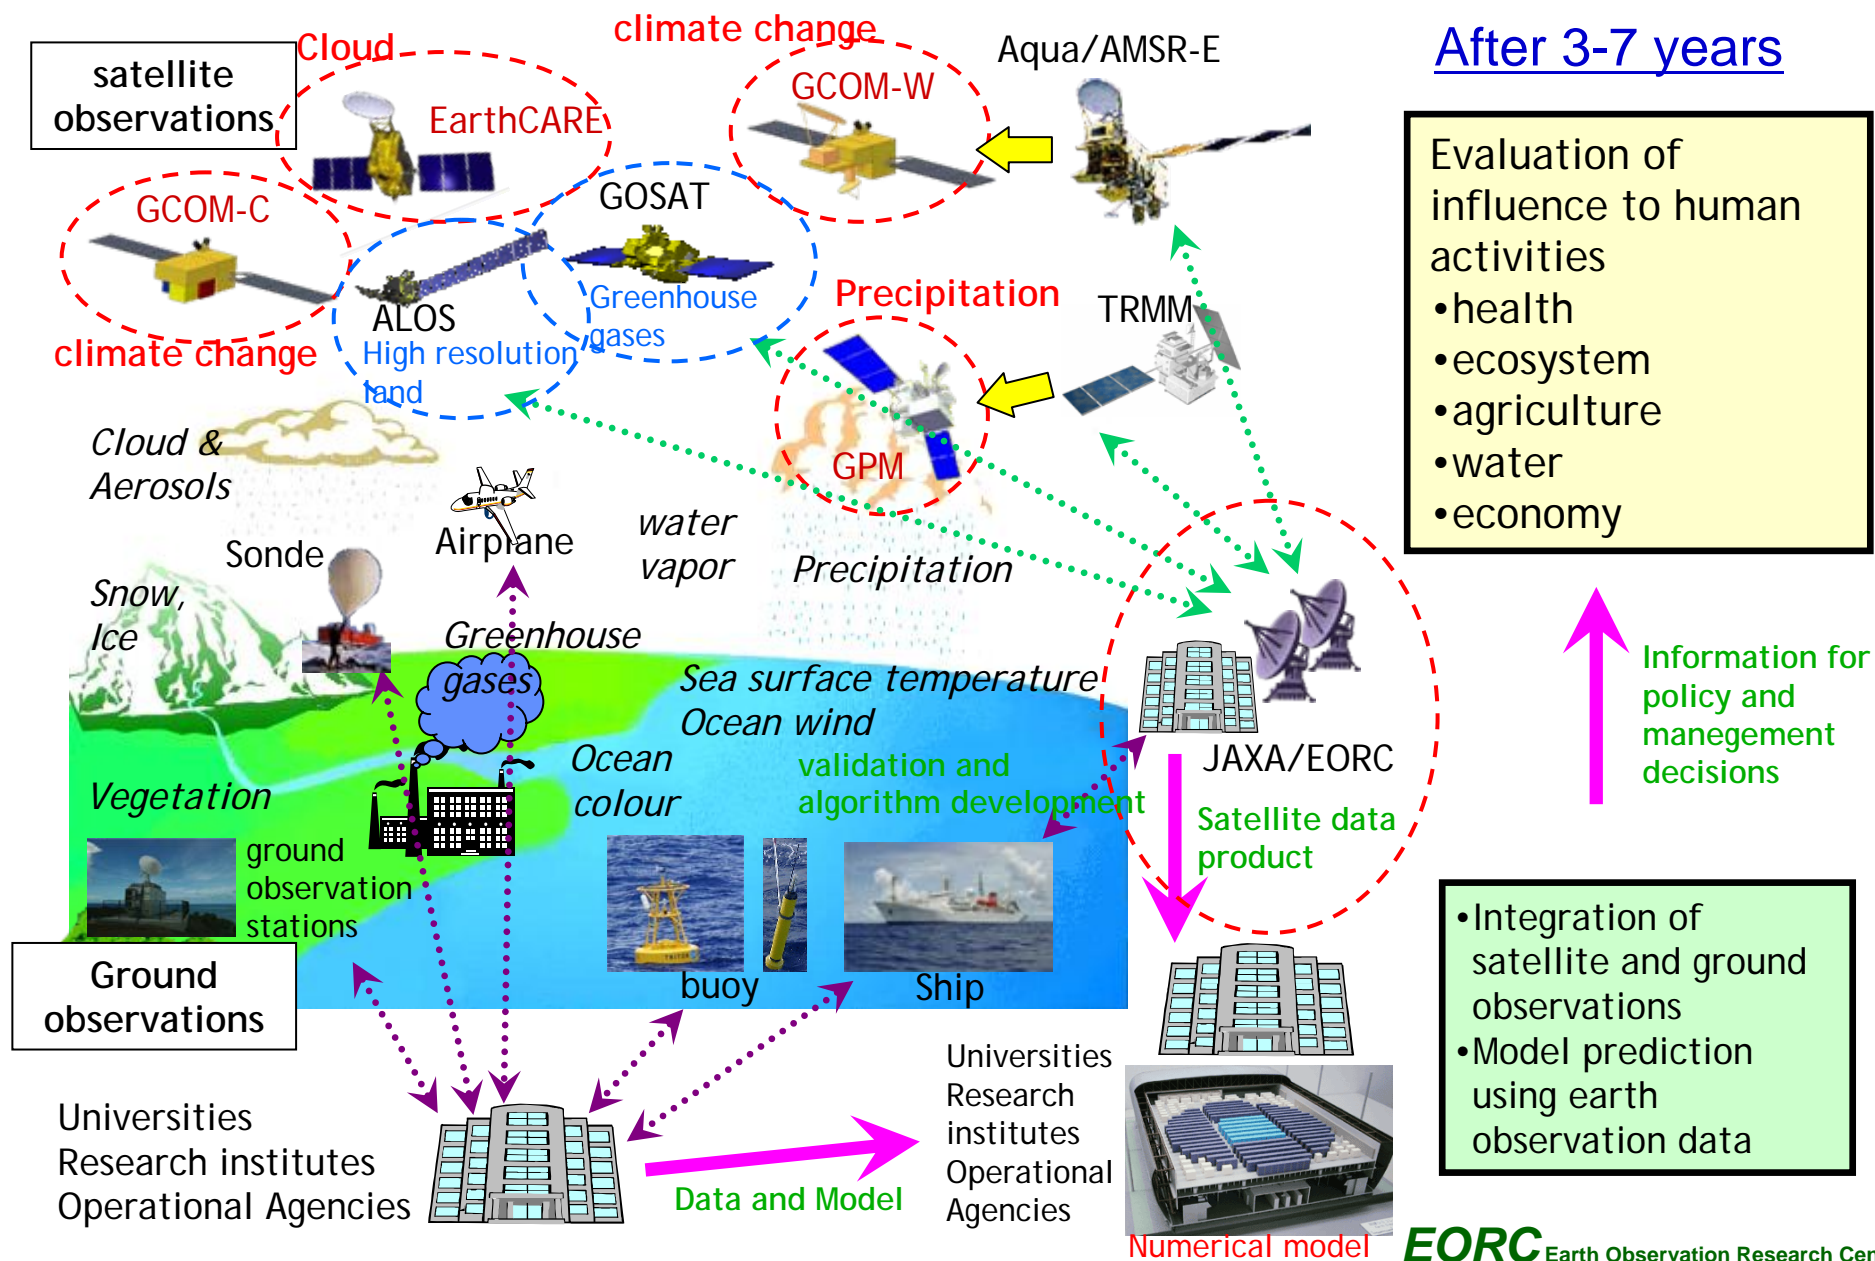 climate change
Cloud
satellite
observations
EarthCARE
GCOM-W
Aqua/AMSR-E
After 3-7 years
GCOM-C
GOSAT
Greenhouse
gases
climate change
ALOS
High resolution
land
Precipitation
TRMM
GPM
Evaluation of
influence to human
activities
•health
•ecosystem
•agriculture
•water
•economy
Cloud &
Aerosols
Sonde
Airplane
water
vapor
Precipitation
Snow,
Ice
Greenhouse
gases
Sea surface temperature
Ocean wind
Ocean
colour
validation and
algorithm development
JAXA/EORC
Information for
policy and
manegement
decisions
Vegetation
ground
observation
stations
Satellite data
product
Ground
observations
TRITON
buoy
Ship
•Integration of
satellite and ground
observations
•Model prediction
using earth
observation data
Universities
Research institutes
Operational Agencies
Data and Model
Universities
Research
institutes
Operational
Agencies
Numerical model
EORC Earth Observation Research Cen